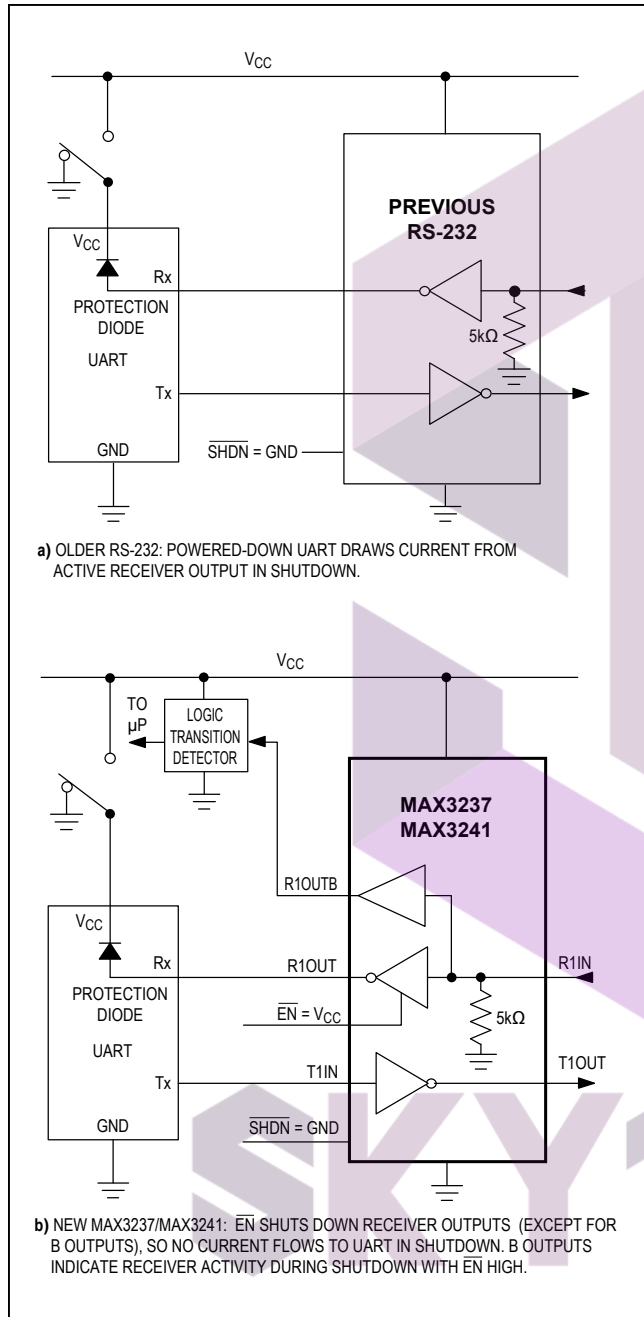 VCC
PREVIOUS
RS-232
VCC
Rx
PROTECTION
DIODE
5kΩ
UART
Tx
GND
SHDN = GND
a) OLDER RS-232: POWERED-DOWN UART DRAWS CURRENT FROM
ACTIVE RECEIVER OUTPUT IN SHUTDOWN.
VCC
TO
µP
LOGIC
TRANSITION
DETECTOR
MAX3237
MAX3241
R1OUTB
VCC
Rx
R1OUT
R1IN
PROTECTION
DIODE
EN = VCC
5kΩ
UART
Tx
T1IN
T1OUT
GND
SHDN = GND
b) NEW MAX3237/MAX3241: EN SHUTS DOWN RECEIVER OUTPUTS (EXCEPT FOR
B OUTPUTS), SO NO CURRENT FLOWS TO UART IN SHUTDOWN. B OUTPUTS
INDICATE RECEIVER ACTIVITY DURING SHUTDOWN WITH EN HIGH.
SKY